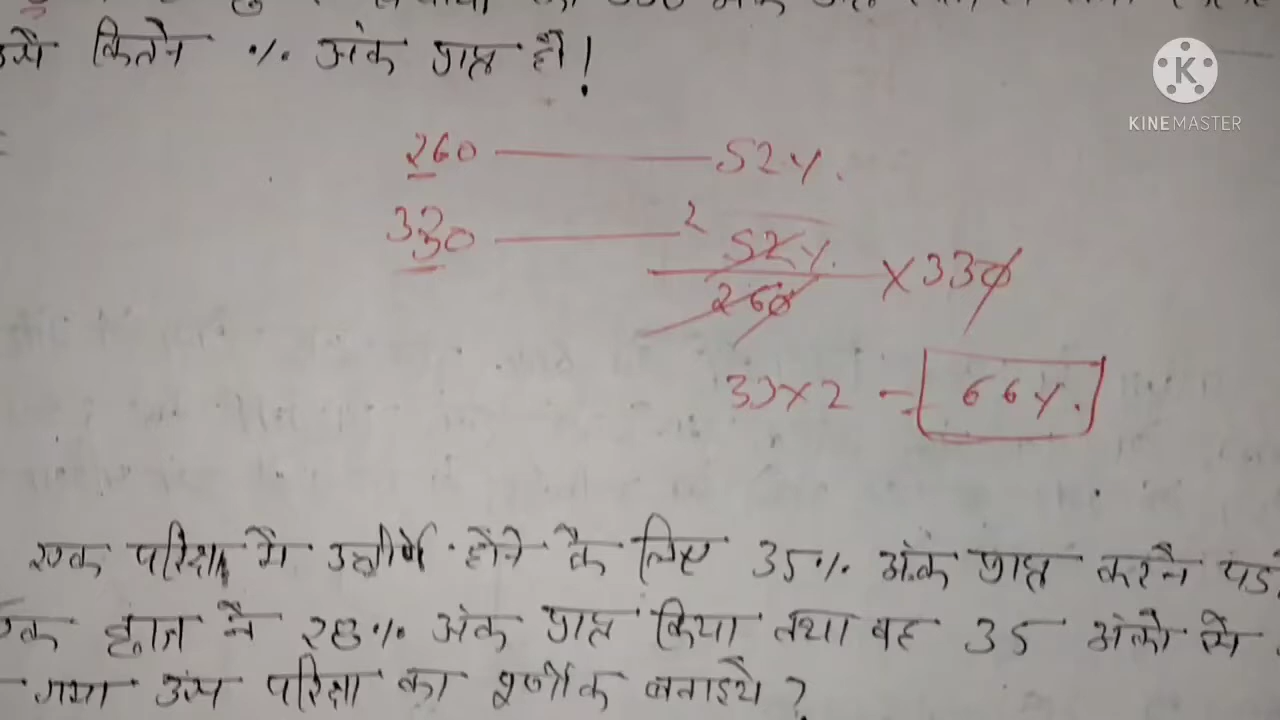 330 अंक
कितने % अंक प्राप्त हो!
K
KINEMASTER
260 — 52%.
330 — 2 52%. / 260 × 330
33×2 = 66%.
एक परिक्षा मे उत्तीर्ण होने के लिए 35% अंक प्राप्त करने पड
एक छात्र ने 28% अंक प्राप्त किया तथा वह 35 अंको से
गया उस परिक्षा का पूर्णांक बताइये?